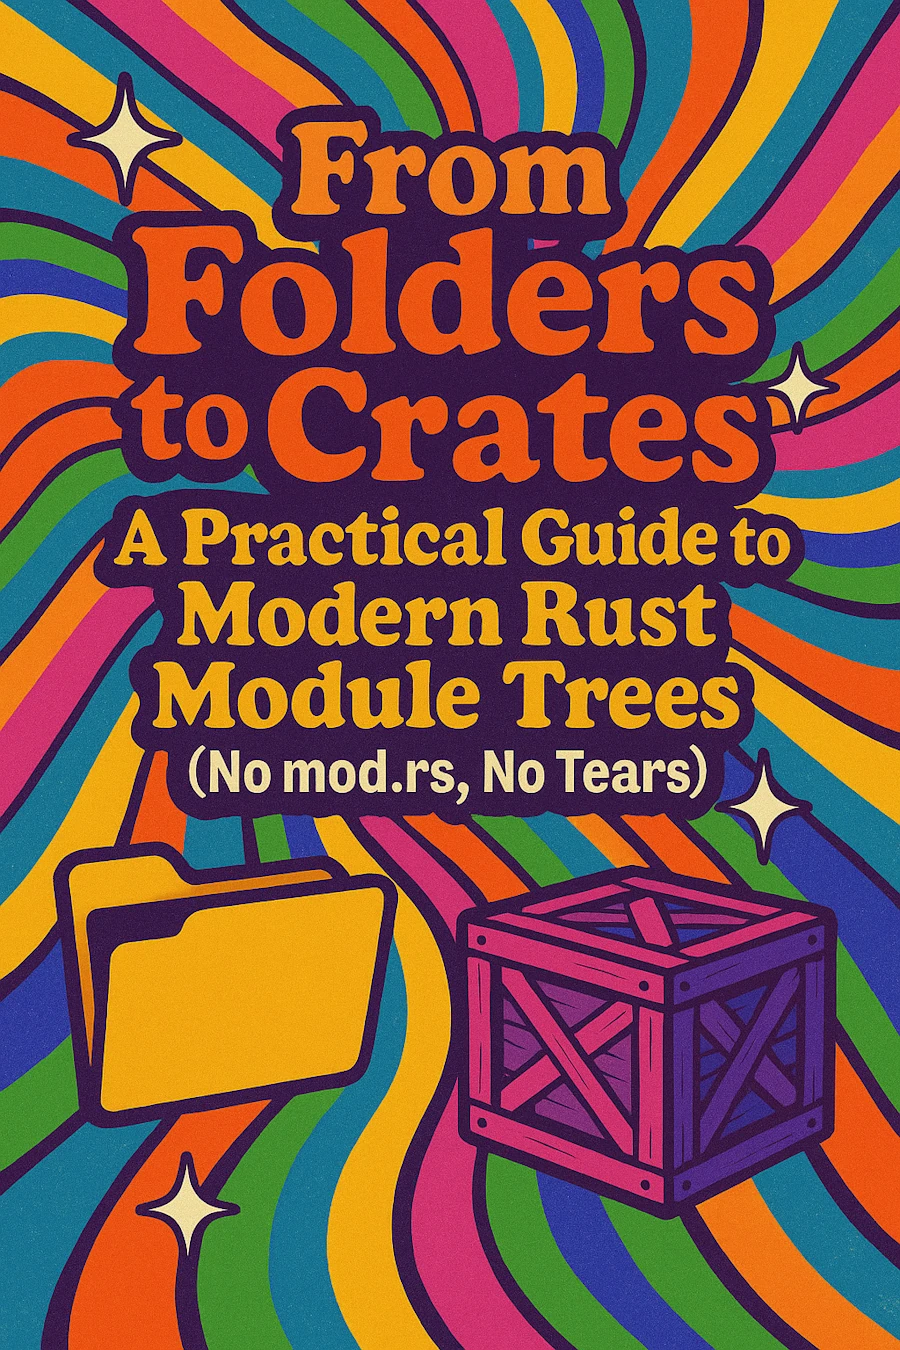 From
Folders
to Crates
A Practical Guide to
Modern Rust
Module Trees
(No mod.rs, No Tears)